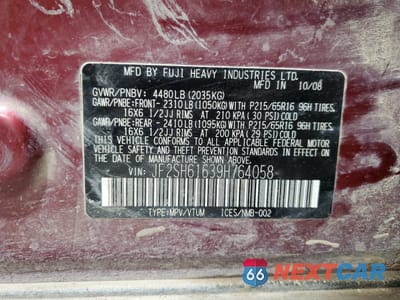 MFD BY FUJI HEAVY INDUSTRIES LTD.
MFD IN 10/08
GVWR/PNBV: 4480LB(2035KG)
GAWR/PNBE:FRONT- 2310LB(1050KG)WITH P215/65R16 96H TIRES,
16X6 1/2JJ RIMS AT 210 KPA (30 PSI)COLD
GAWR/PNBE:REAR - 2410LB(1095KG)WITH P215/65R16 96H TIRES,
16X6 1/2JJ RIMS AT 200 KPA (29 PSI)COLD
THIS VEHICLE CONFORMS TO ALL APPLICABLE
FEDERAL MOTOR VEHICLE SAFETY STANDARDS IN EFFECT
ON THE DATE OF MANUFACTURE SHOWN ABOVE.
VIN: JF2SH61639H764058
TYPE:MPV/VTUM ICES/NMB-002
66 NEXTCAR